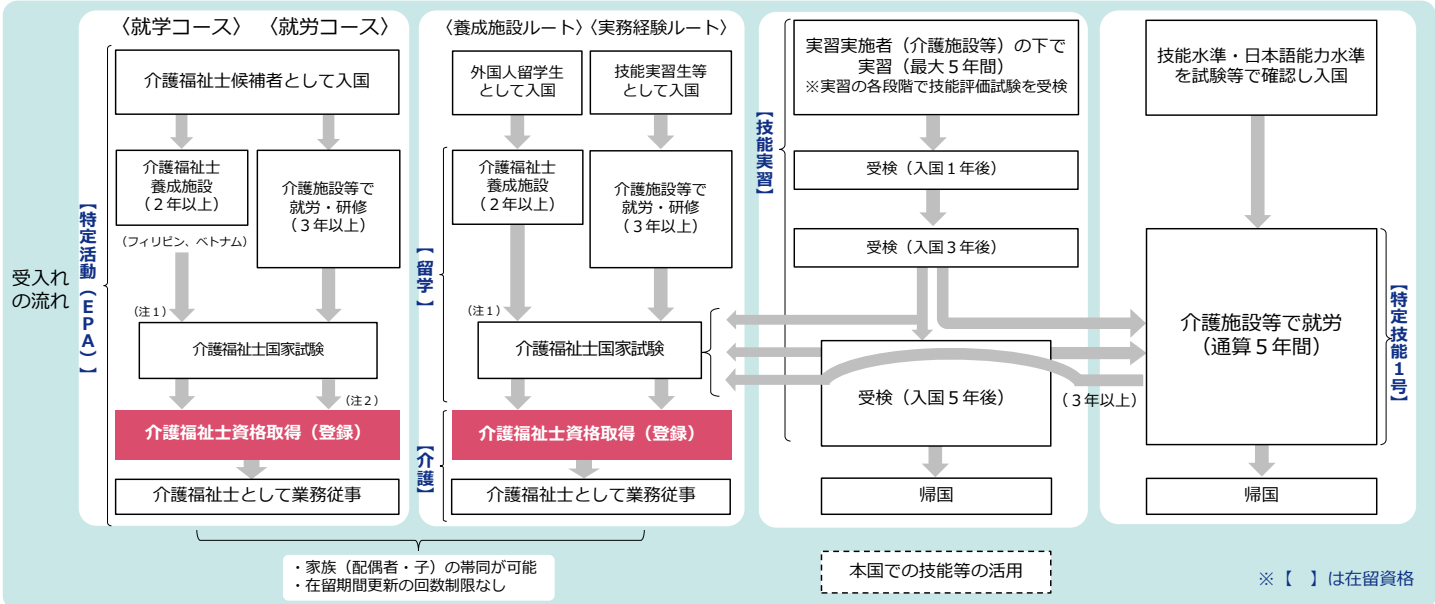 受入れ
の流れ
【特定活動（EPA）】
〈就学コース〉
〈就労コース〉
介護福祉士候補者として入国
介護福祉士
養成施設
（２年以上）
（フィリピン、ベトナム）
介護施設等で
就労・研修
（３年以上）
（注１）
介護福祉士国家試験
（注２）
介護福祉士資格取得（登録）
介護福祉士として業務従事
〈養成施設ルート〉
〈実務経験ルート〉
外国人留学生
として入国
技能実習生等
として入国
【留学】
介護福祉士
養成施設
（２年以上）
介護施設等で
就労・研修
（３年以上）
（注１）
介護福祉士国家試験
【介護】
介護福祉士資格取得（登録）
介護福祉士として業務従事
・家族（配偶者・子）の帯同が可能
・在留期間更新の回数制限なし
【技能実習】
実習実施者（介護施設等）の下で
実習（最大５年間）
※実習の各段階で技能評価試験を受検
受検（入国１年後）
受検（入国３年後）
受検（入国５年後）
帰国
本国での技能等の活用
技能水準・日本語能力水準
を試験等で確認し入国
介護施設等で就労
（通算５年間）
（３年以上）
【特定技能１号】
帰国
※【　】は在留資格